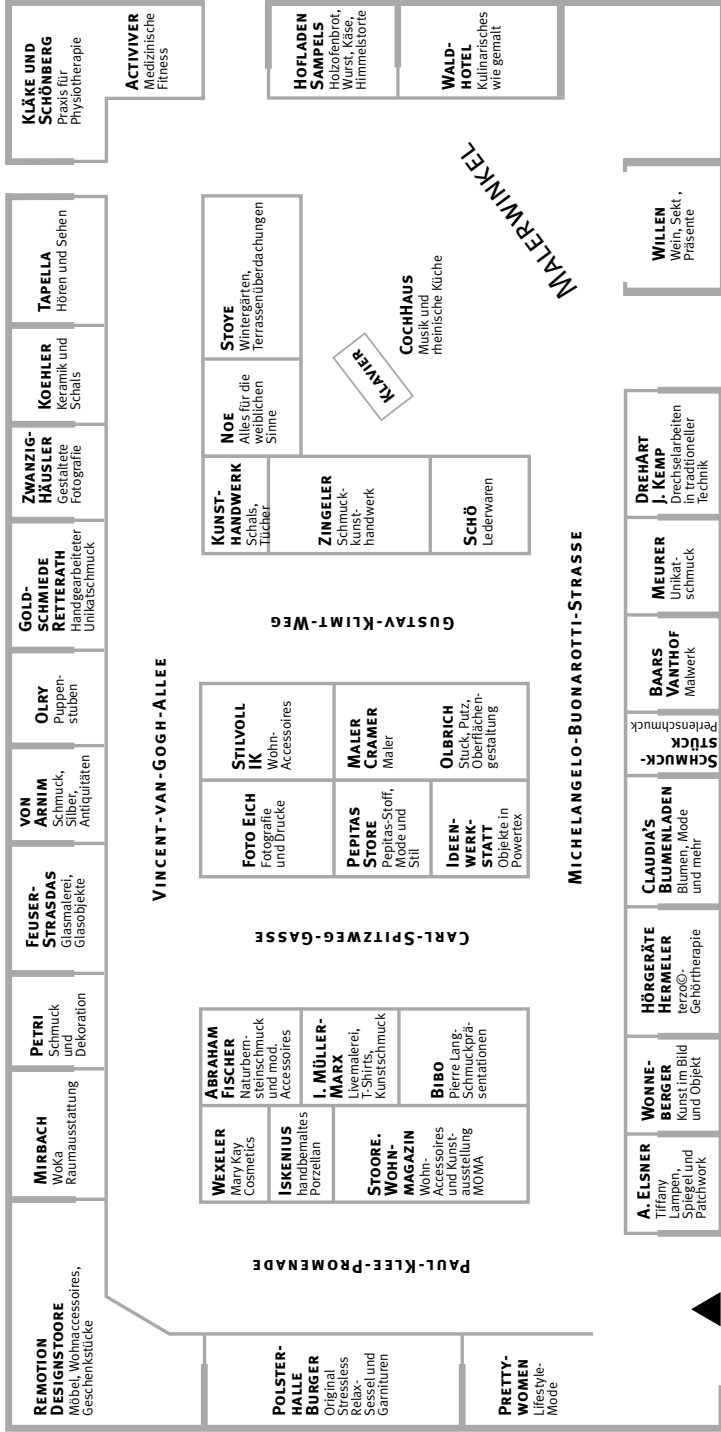 REMOTION
DESIGNSTOORE
Möbel, Wohnaccessoires,
Geschenkstücke
MIRBACH
WoKa
Raumausstattung
PETRI
Schmuck
und
Dekoration
FEUSER-
STRASDAS
Glasmalerei,
Glasobjekte
VON
ARNIM
Schmuck,
Silber,
Antiquitäten
OLRY
Puppen-
stuben
GOLD-
SCHMIEDE
RETTERATH
Handgearbeiteter
Unikatschmuck
ZWANZIG-
HÄUSLER
Gestaltete
Fotografie
KOEHLER
Keramik und
Schals
TAPELLA
Hören und Sehen
KLÄKE UND
SCHÖNBERG
Praxis für
Physiotherapie
ACTIVIVER
Medizinische
Fitness
VINCENT-VAN-GOGH-ALLEE
POLSTER-
HALLE
BURGER
Original
Stressless
Relax-
Sessel und
Garnituren
PRETTY-
WOMEN
Lifestyle-
Mode
PAUL-KLEE-PROMENADE
WEXELER
Mary Kay
Cosmetics
ISKENIUS
handbemaltes
Porzellan
STOORE.
WOHN-
MAGAZIN
Wohn-
Accessoires
und Kunst-
ausstellung
MOMA
ABRAHAM
FISCHER
Naturbern-
steinschmuck
und mod.
Accessoires
I. MÜLLER-
MARX
Livemalerei,
T-Shirts,
Kunstschmuck
BIBO
Pierre Lang-
Schmuckprä-
sentationen
CARL-SPITZWEG-GASSE
FOTO EICH
Fotografie
und Drucke
PEPITAS
STORE
Pepitas-Stoff,
Mode und
Stil
IDEEN-
WERK-
STATT
Objekte in
Powertex
STILVOLL
IK
Wohn-
Accessoires
MALER
CRAMER
Maler
OLBRICH
Stuck, Putz,
Oberflächen-
gestaltung
GUSTAV-KLIMT-WEG
KUNST-
HANDWERK
Schals,
Tücher
ZINGELER
Schmuck-
kunst-
handwerk
SCHÖ
Lederwaren
NOE
Alles für die
weiblichen
Sinne
STOYE
Wintergärten,
Terrassenüberdachungen
KLAVIER
COCHHAUS
Musik und
rheinische Küche
MALERWINKEL
HOFLADEN
SAMPELS
Holzofenbrot,
Wurst, Käse,
Himmelstorte
WALD-
HOTEL
Kulinarisches
wie gemalt
MICHELANGELO-BUONAROTTI-STRASSE
A. ELSNER
Tiffany
Lampen,
Spiegel und
Patchwork
WONNE-
BERGER
Kunst im Bild
und Objekt
HÖRGERÄTE
HERMELER
terzo©-
Gehörtherapie
CLAUDIA'S
BLUMENLADEN
Blumen, Mode
und mehr
SCHMUCK-
STÜCK
Perlenschmuck
BAARS
VANTHOF
Malwerk
MEURER
Unikat-
schmuck
DREHART
J. KEMP
Drechselarbeiten
in tradtioneller
Technik
WILLEN
Wein, Sekt ,
Präsente